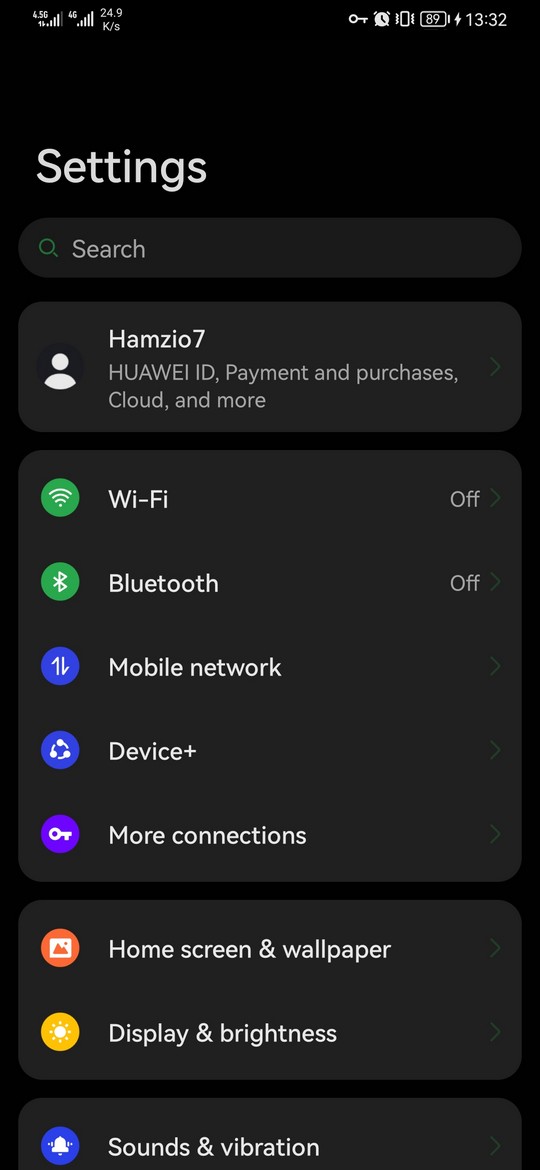 4.5G 4G 24.9 K/s 89 13:32
Settings
Search
Hamzio7
HUAWEI ID, Payment and purchases,
Cloud, and more
Wi-Fi Off
Bluetooth Off
Mobile network
Device+
More connections
Home screen & wallpaper
Display & brightness
Sounds & vibration